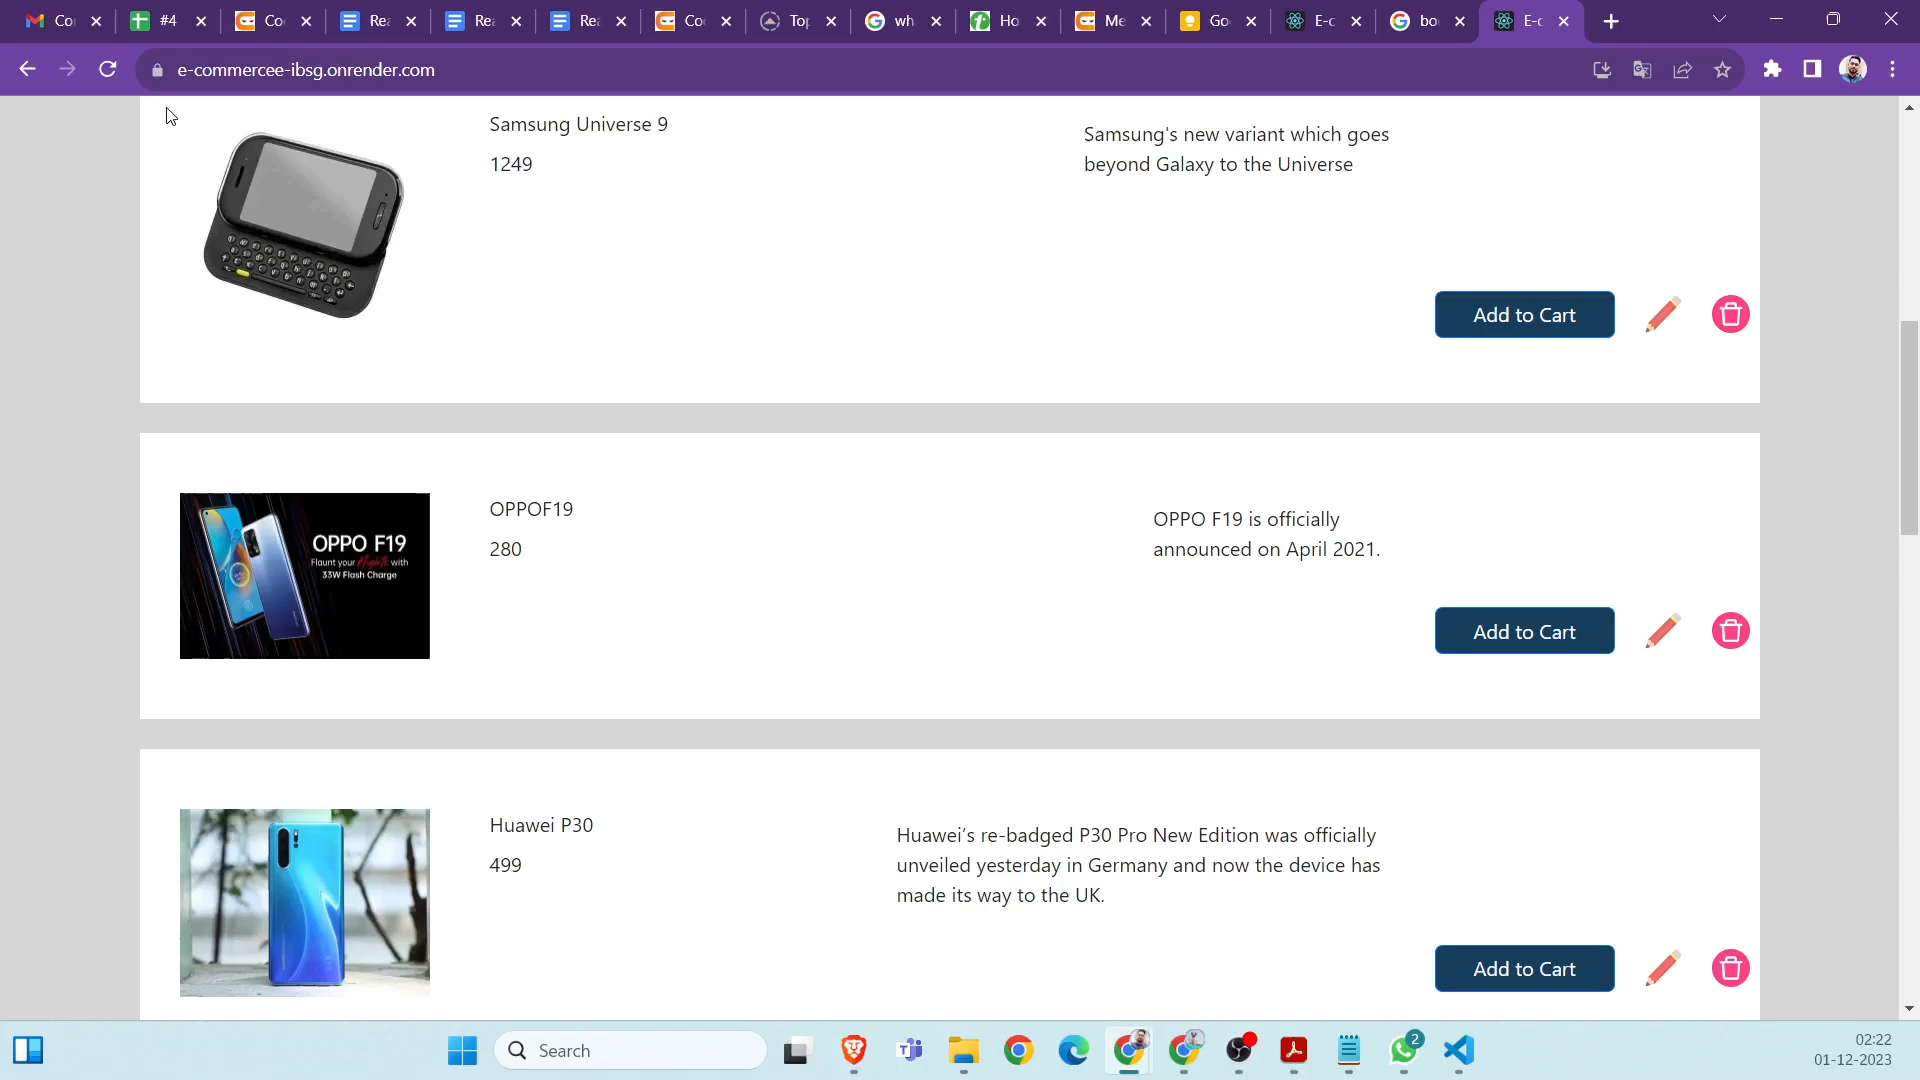 Co
#4
Co
Rea
Rea
Rea
Co
Top
wh
Ho
Me
Go
E-c
bo
E-c
e-commercee-ibsg.onrender.com
Samsung Universe 9
1249
Samsung's new variant which goes
beyond Galaxy to the Universe
Add to Cart
OPPO F19
Flaunt your Nights with
33W Flash Charge
OPPOF19
280
OPPO F19 is officially
announced on April 2021.
Add to Cart
Huawei P30
499
Huawei’s re-badged P30 Pro New Edition was officially
unveiled yesterday in Germany and now the device has
made its way to the UK.
Add to Cart
Search
2
02:22
01-12-2023